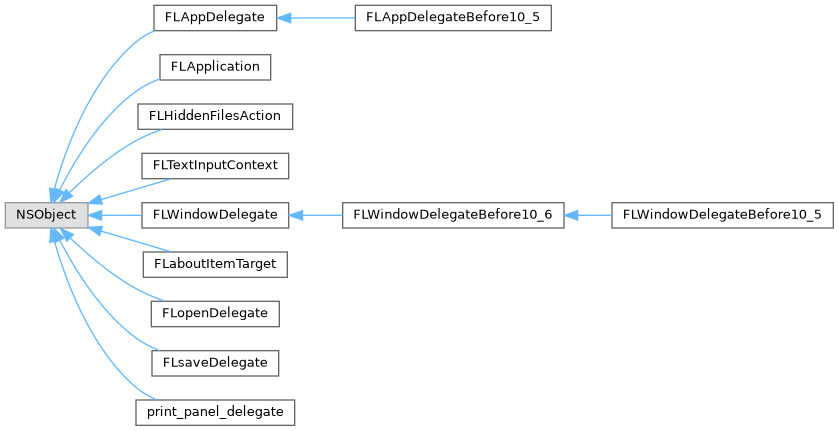 FLAppDelegate
FLAppDelegateBefore10_5
FLApplication
FLHiddenFilesAction
FLTextInputContext
NSObject
FLWindowDelegate
FLWindowDelegateBefore10_6
FLWindowDelegateBefore10_5
FLaboutItemTarget
FLopenDelegate
FLsaveDelegate
print_panel_delegate